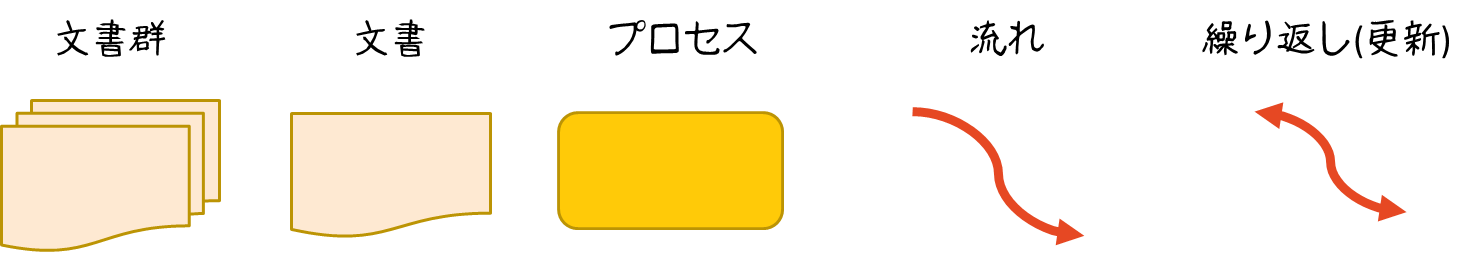 文書群
文書
プロセス
流れ
繰り返し(更新)